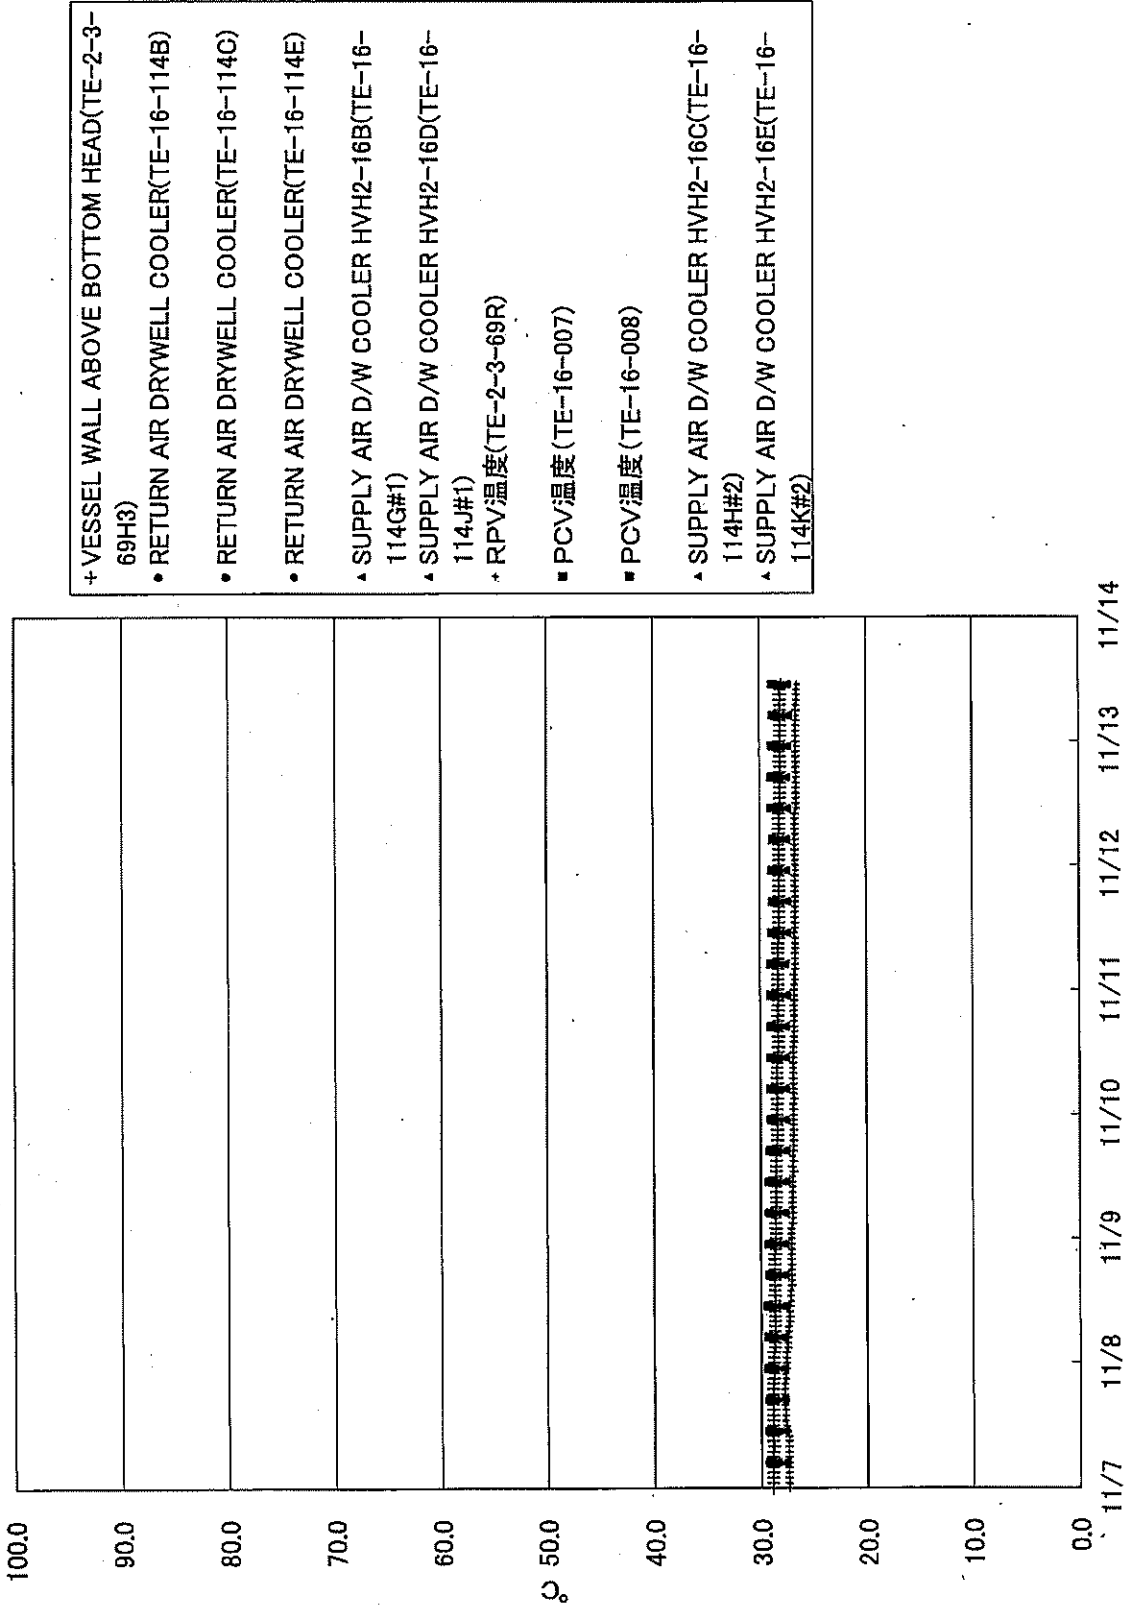 100.0
90.0
80.0
70.0
60.0
50.0
40.0
30.0
20.0
10.0
0.0
℃
11/7
11/8
11/9
11/10
11/11
11/12
11/13
11/14
+ VESSEL WALL ABOVE BOTTOM HEAD(TE-2-3-
69H3)
• RETURN AIR DRYWELL COOLER(TE-16-114B)
• RETURN AIR DRYWELL COOLER(TE-16-114C)
• RETURN AIR DRYWELL COOLER(TE-16-114E)
▲ SUPPLY AIR D/W COOLER HVH2-16B(TE-16-
114G#1)
▲ SUPPLY AIR D/W COOLER HVH2-16D(TE-16-
114J#1)
+ RPV温度(TE-2-3-69R)
■ PCV温度(TE-16-007)
■ PCV温度(TE-16-008)
▲ SUPPLY AIR D/W COOLER HVH2-16C(TE-16-
114H#2)
▲ SUPPLY AIR D/W COOLER HVH2-16E(TE-16-
114K#2)